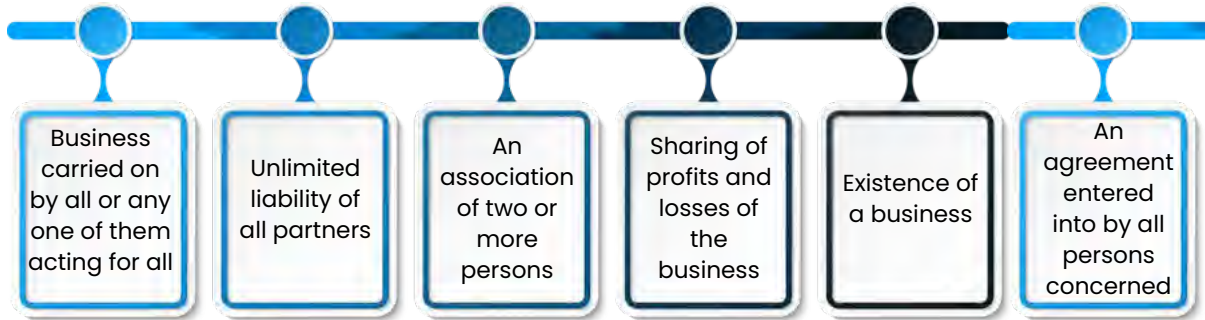 Business
carried on
by all or any
one of them
acting for all
Unlimited
liability of
all partners
An
association
of two or
more
persons
Sharing of
profits and
losses of
the
business
Existence of
a business
An
agreement
entered
into by all
persons
concerned